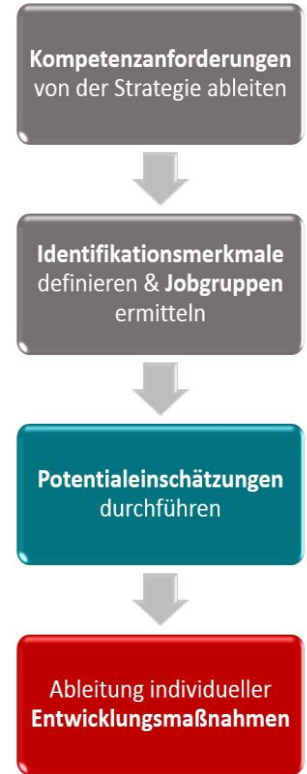 Kompetenzanforderungen
von der Strategie ableiten
Identifikationsmerkmale
definieren & Jobgruppen
ermitteln
Potentialeinschätzungen
durchführen
Ableitung individueller
Entwicklungsmaßnahmen